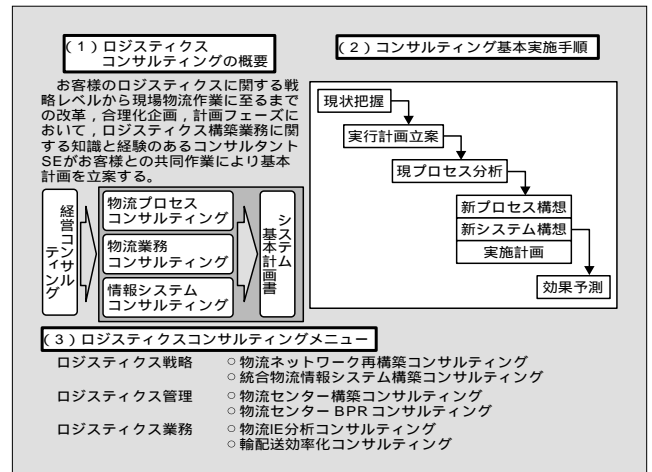 (1)ロジスティクス
コンサルティングの概要
お客様のロジスティクスに関する戦
略レベルから現場物流作業に至るまで
の改革，合理化企画，計画フェーズに
おいて，ロジスティクス構築業務に関
する知識と経験のあるコンサルタント
SEがお客様との共同作業により基本
計画を立案する。
経営コンサル
ティング
物流プロセス
コンサルティング
物流業務
コンサルティング
情報システム
コンサルティング
システム
基本計画書
(2)コンサルティング基本実施手順
現状把握
実行計画立案
現プロセス分析
新プロセス構想
新システム構想
実施計画
効果予測
(3)ロジスティクスコンサルティングメニュー
ロジスティクス戦略 ○物流ネットワーク再構築コンサルティング
○統合物流情報システム構築コンサルティング
ロジスティクス管理 ○物流センター構築コンサルティング
○物流センターBPRコンサルティング
ロジスティクス業務 ○物流IE分析コンサルティング
○輸配送効率化コンサルティング